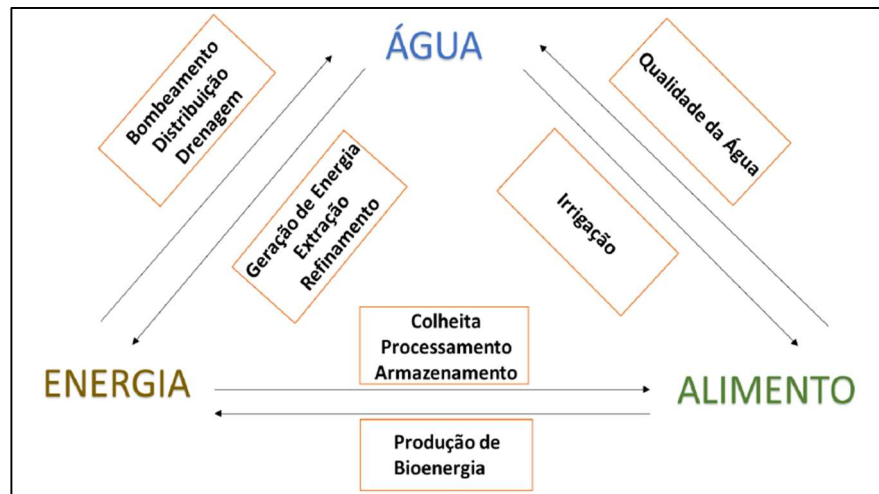 ÁGUA
Bombeamento
Distribuição
Drenagem
Qualidade da Água
Geração de Energia
Extração
Refinamento
Irrigação
Colheita
Processamento
Armazenamento
ENERGIA
ALIMENTO
Produção de
Bioenergia